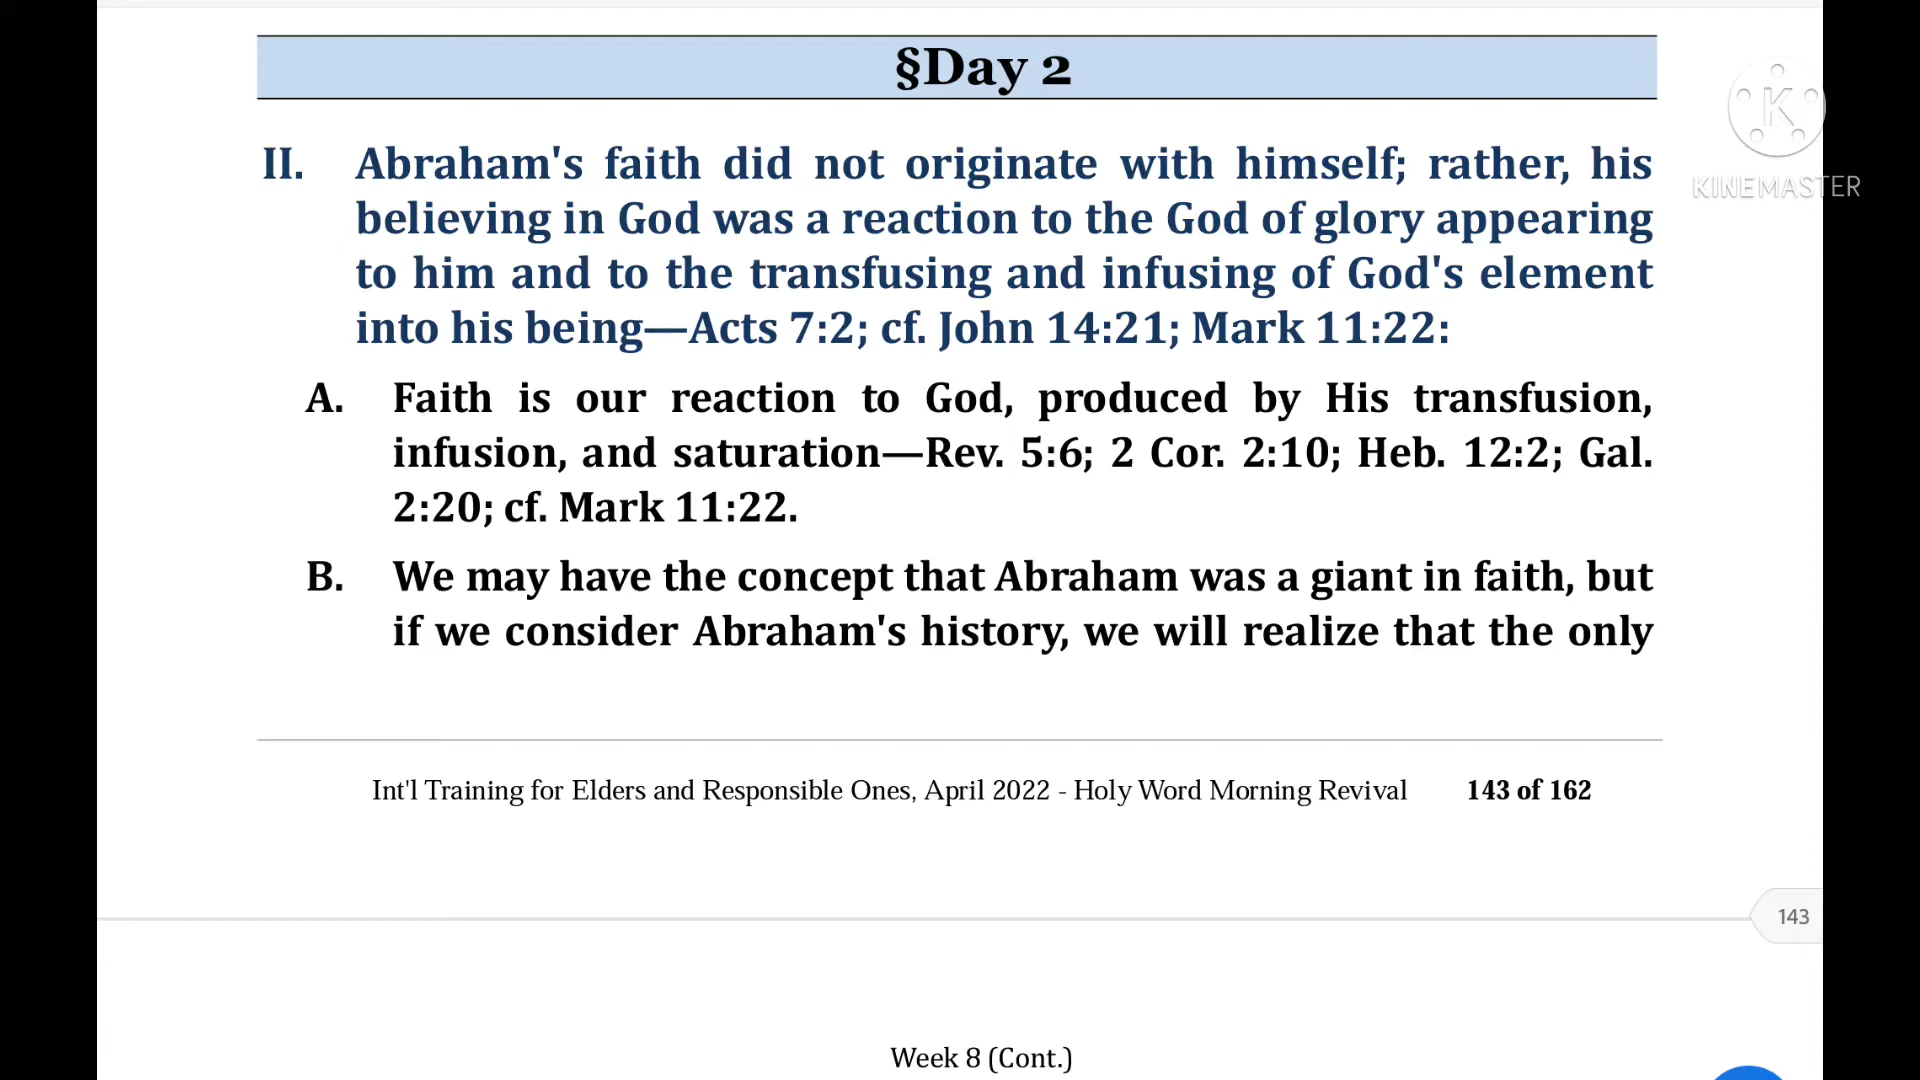 §Day 2
II. Abraham's faith did not originate with himself; rather, his
believing in God was a reaction to the God of glory appearing
to him and to the transfusing and infusing of God's element
into his being—Acts 7:2; cf. John 14:21; Mark 11:22:
A. Faith is our reaction to God, produced by His transfusion,
infusion, and saturation—Rev. 5:6; 2 Cor. 2:10; Heb. 12:2; Gal.
2:20; cf. Mark 11:22.
B. We may have the concept that Abraham was a giant in faith, but
if we consider Abraham's history, we will realize that the only
Int'l Training for Elders and Responsible Ones, April 2022 - Holy Word Morning Revival 143 of 162
143
Week 8 (Cont.)
K
KINEMASTER